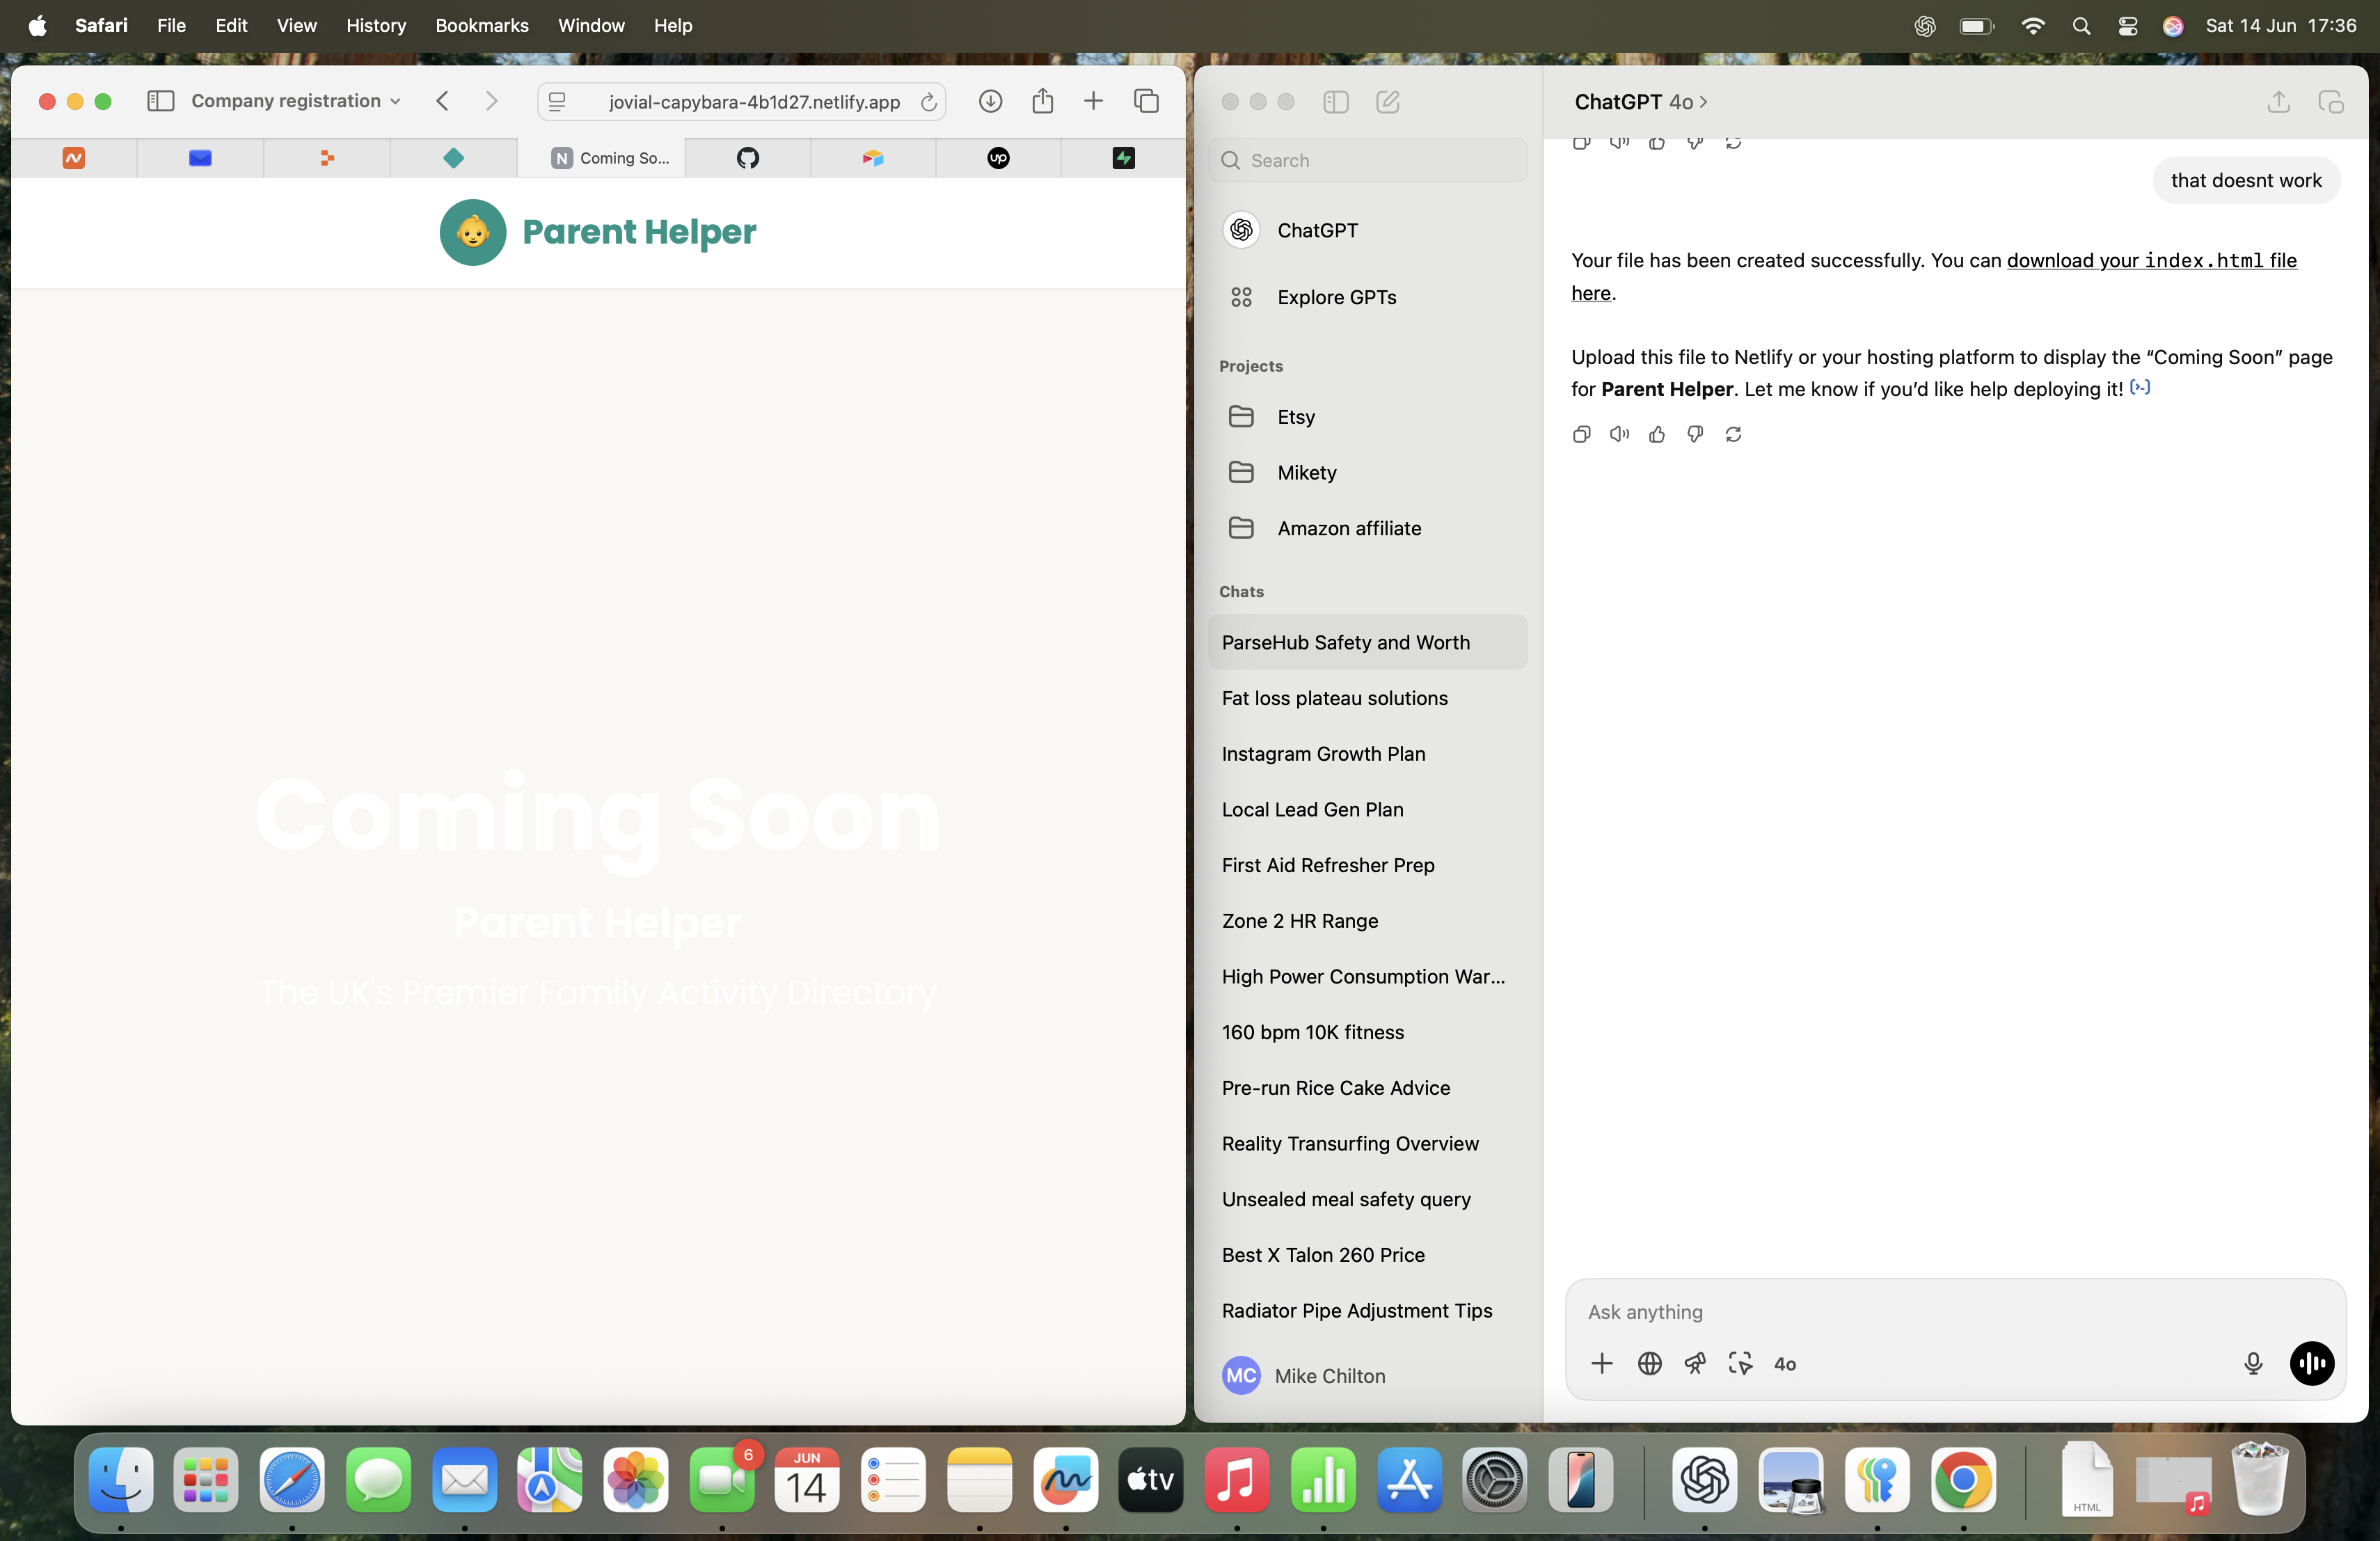 Safari File Edit View History Bookmarks Window Help Sat 14 Jun 17:36
Company registration
jovial-capybara-4b1d27.netlify.app
N Coming So...
up
Parent Helper
Coming Soon
Parent Helper
The UK's Premier Family Activity Directory
Search
ChatGPT
Explore GPTs
Projects
Etsy
Mikety
Amazon affiliate
Chats
ParseHub Safety and Worth
Fat loss plateau solutions
Instagram Growth Plan
Local Lead Gen Plan
First Aid Refresher Prep
Zone 2 HR Range
High Power Consumption War...
160 bpm 10K fitness
Pre-run Rice Cake Advice
Reality Transurfing Overview
Unsealed meal safety query
Best X Talon 260 Price
Radiator Pipe Adjustment Tips
MC Mike Chilton
ChatGPT 4o
that doesnt work
Your file has been created successfully. You can download your index.html file
here.
Upload this file to Netlify or your hosting platform to display the “Coming Soon” page
for Parent Helper. Let me know if you’d like help deploying it!
Ask anything
4o
6
JUN
14
tv
HTML